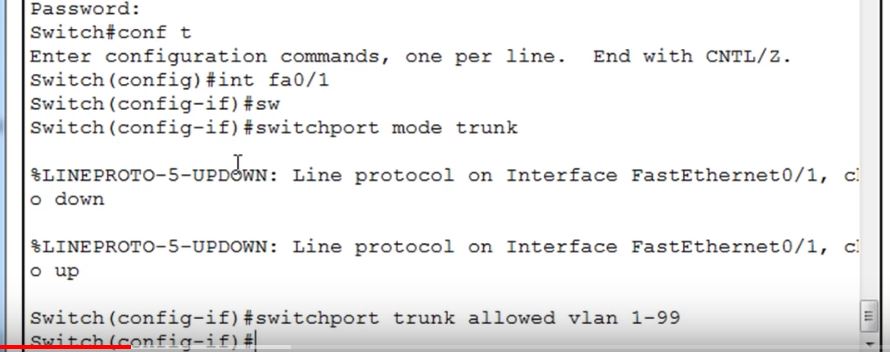 Password:
Switch#conf t
Enter configuration commands, one per line.  End with CNTL/Z.
Switch(config)#int fa0/1
Switch(config-if)#sw
Switch(config-if)#switchport mode trunk
%LINEPROTO-5-UPDOWN: Line protocol on Interface FastEthernet0/1,
o down
%LINEPROTO-5-UPDOWN: Line protocol on Interface FastEthernet0/1,
o up
Switch(config-if)#switchport trunk allowed vlan 1-99
Switch(config-if)#